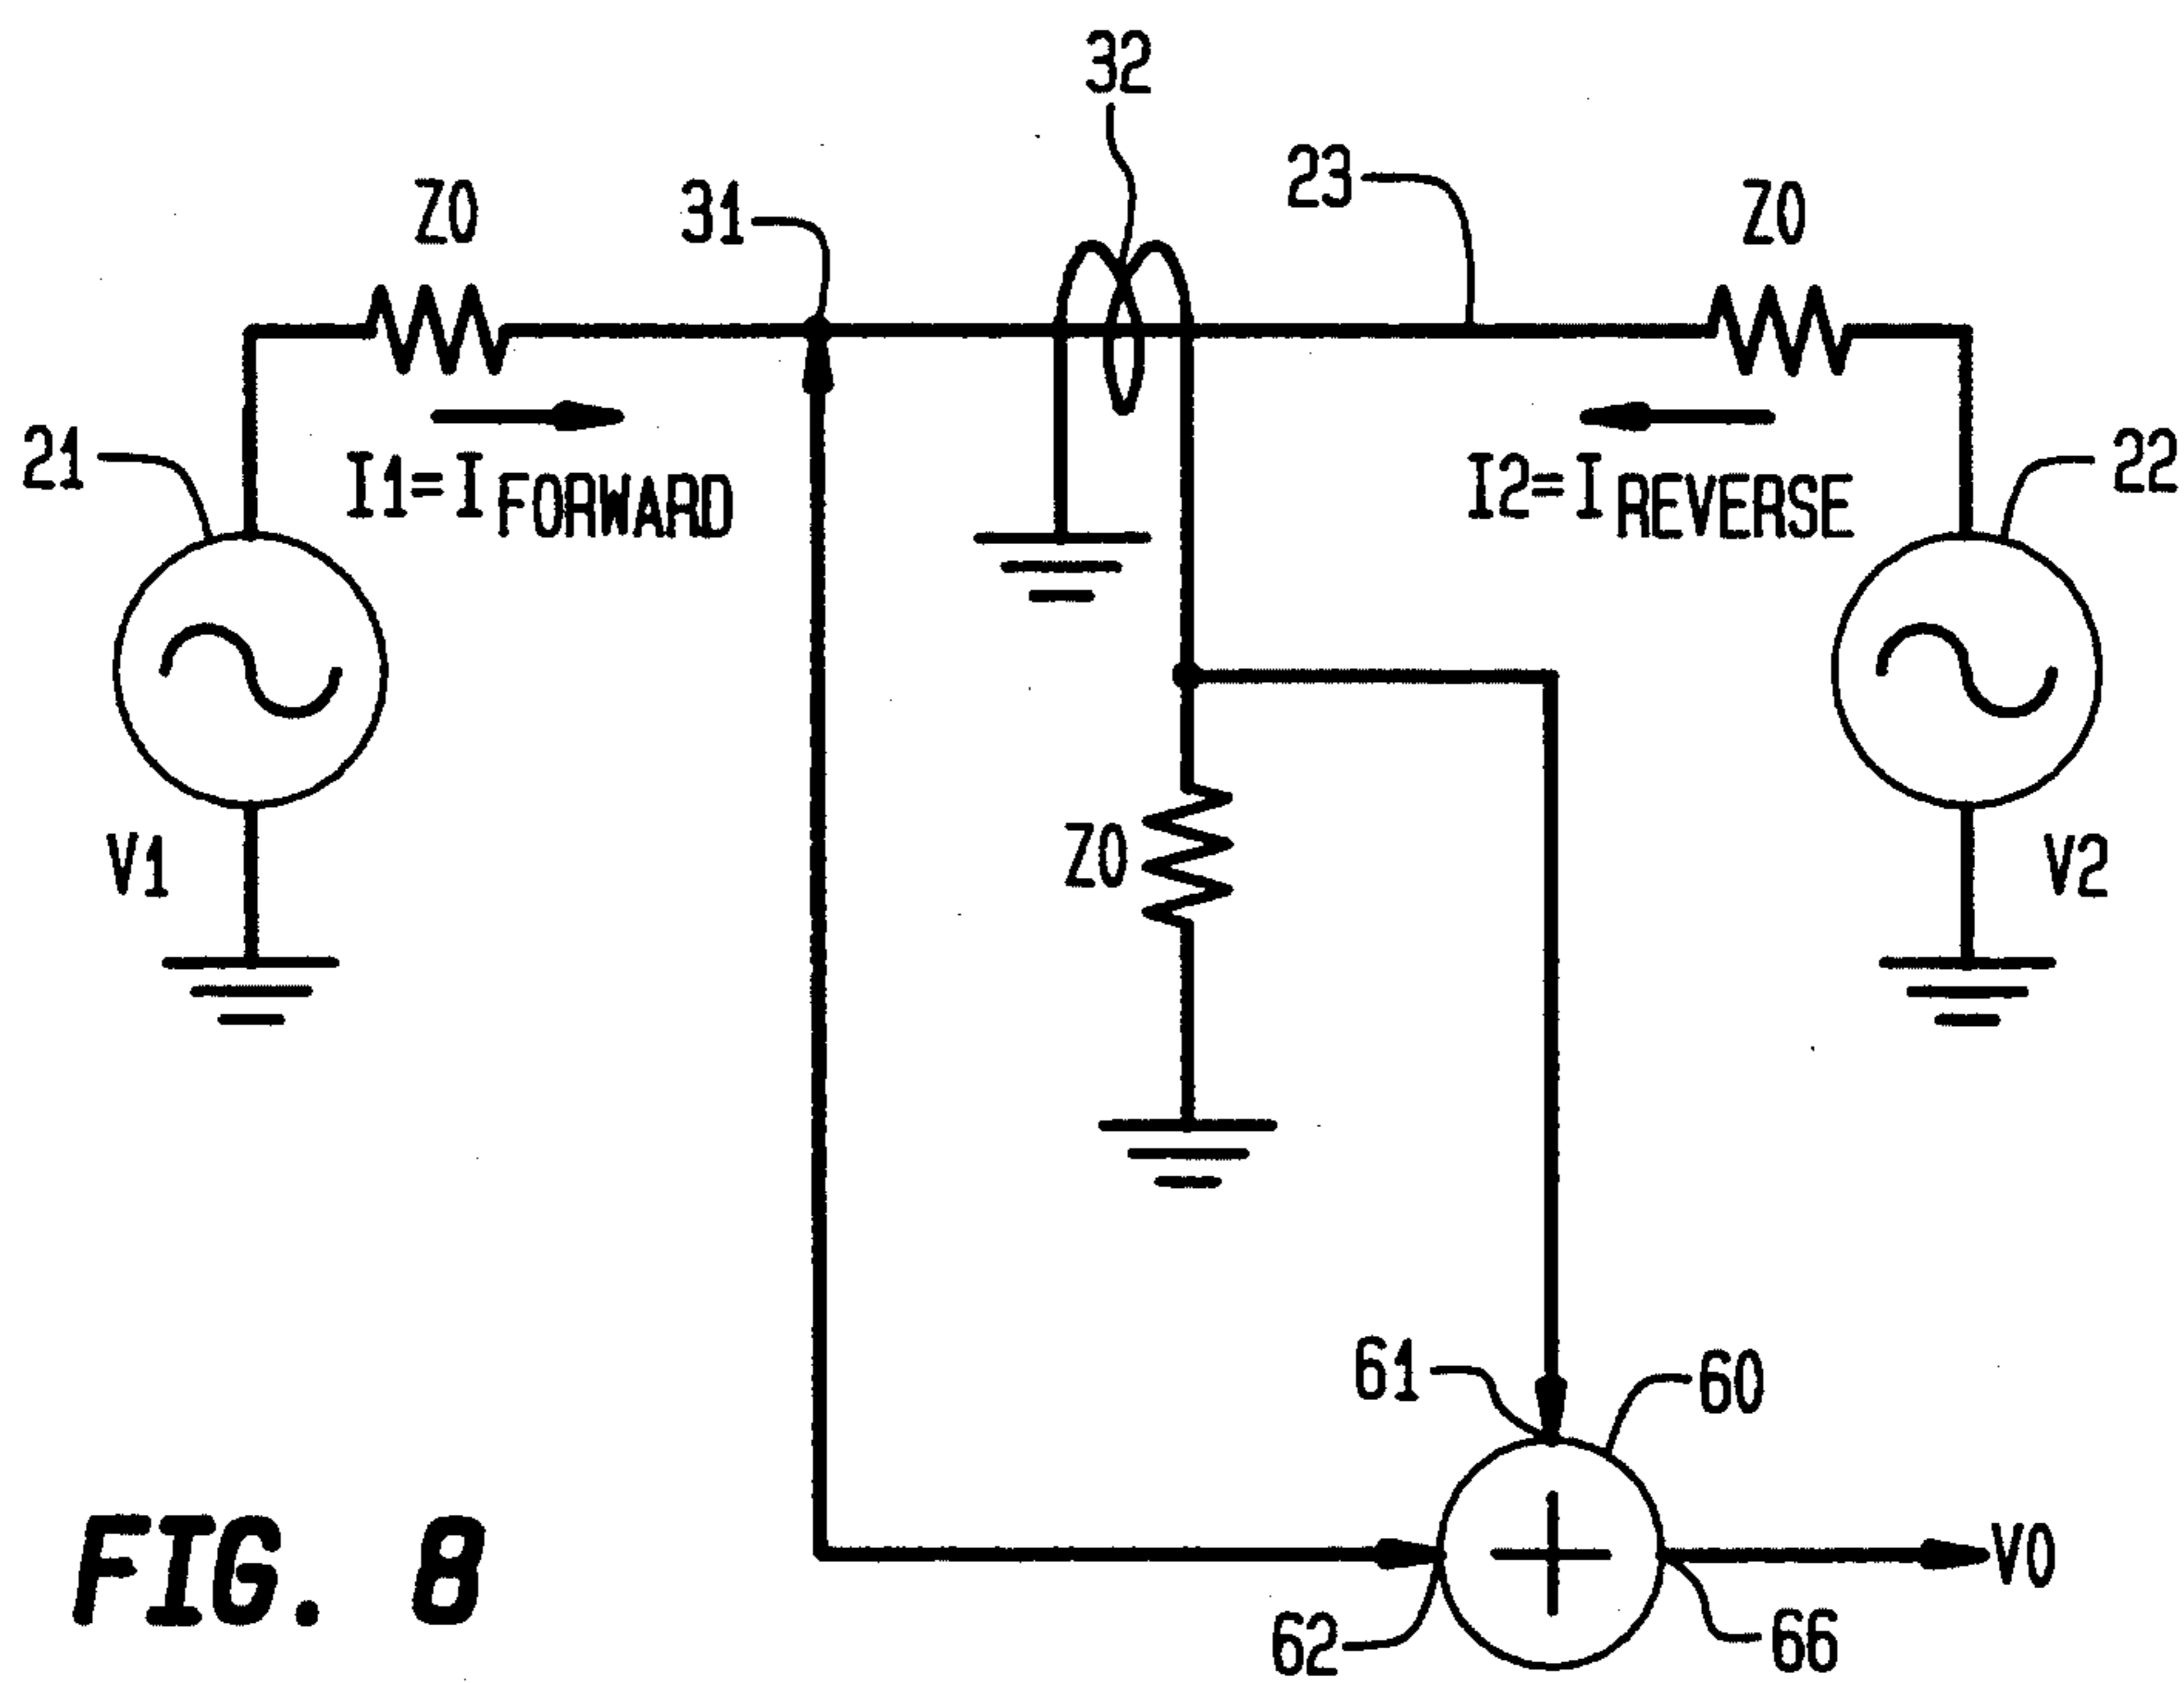 32
23
Z0
31
Z0
21
I1=I FORWARD
I2=I REVERSE
22
V1
Z0
V2
61
60
62
66
V0
FIG. 8